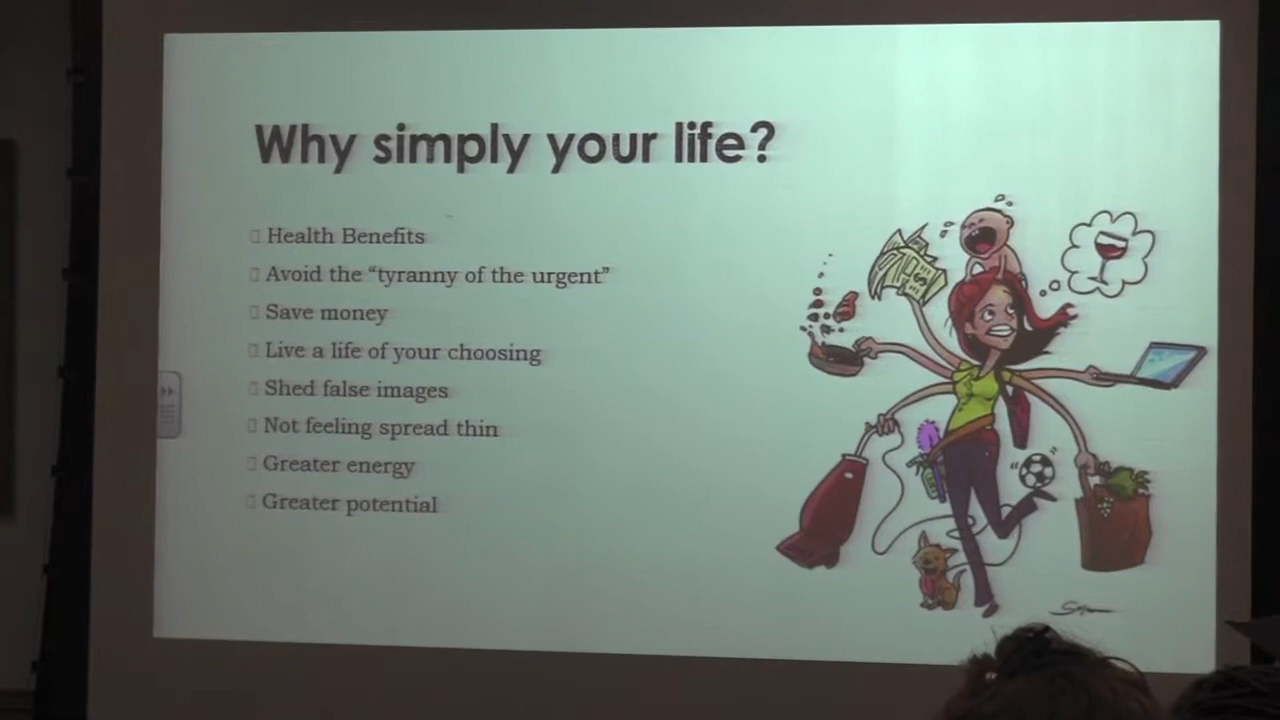 Why simply your life?
Health Benefits
Avoid the “tyranny of the urgent”
Save money
Live a life of your choosing
Shed false images
Not feeling spread thin
Greater energy
Greater potential
$